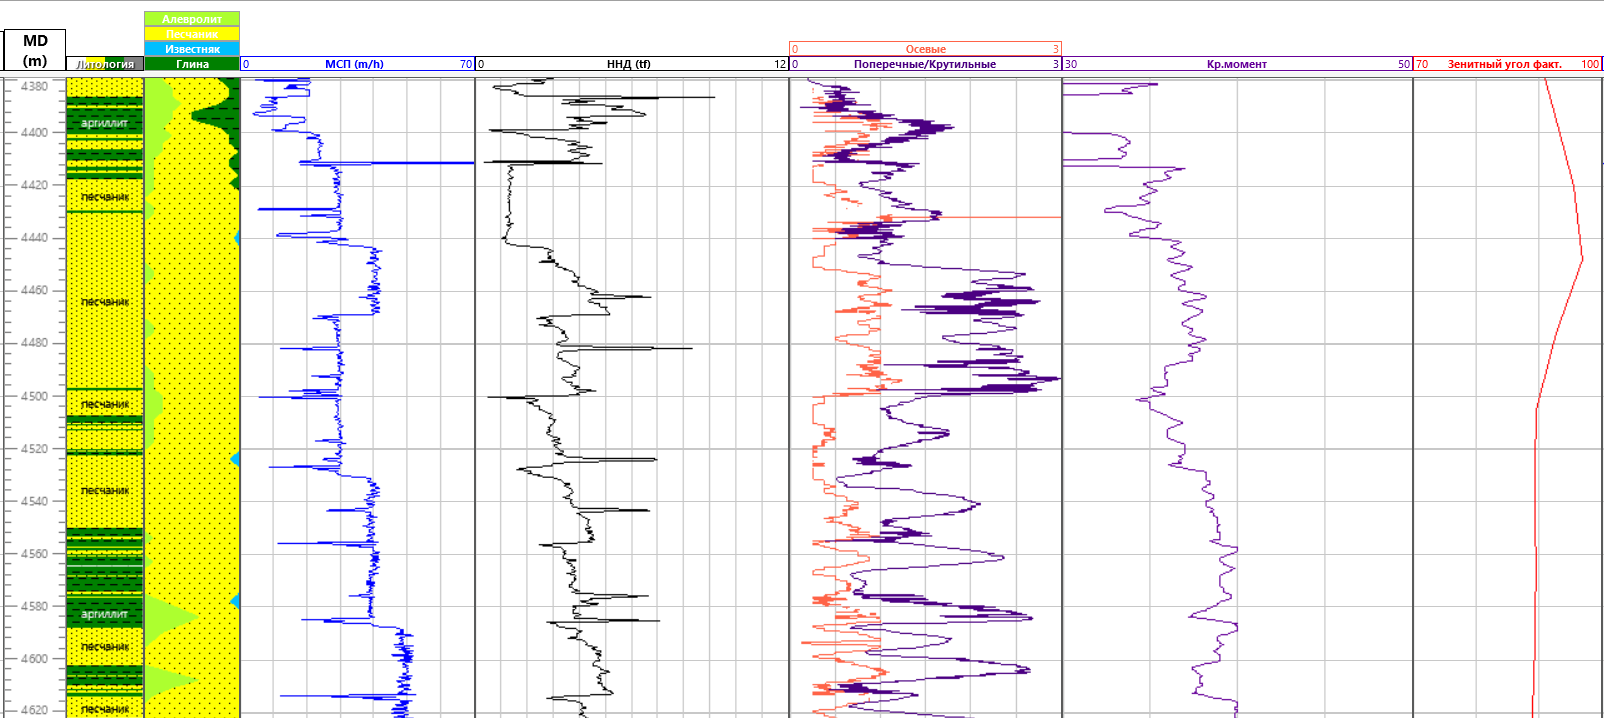 Алевролит
Песчаник
Известняк
Глина
MD
(m)
Литология
0 МСП (m/h) 70
0 ННД (tf) 12
0 Осевые 3
0 Поперечные/Крутильные 3
30 Кр.момент 50
70 Зенитный угол факт. 100
4380
аргиллит
4400
песчаник
4420
4440
4460
песчаник
4480
4500
песчаник
4520
песчаник
4540
4560
4580
аргиллит
песчаник
4600
песчаник
4620